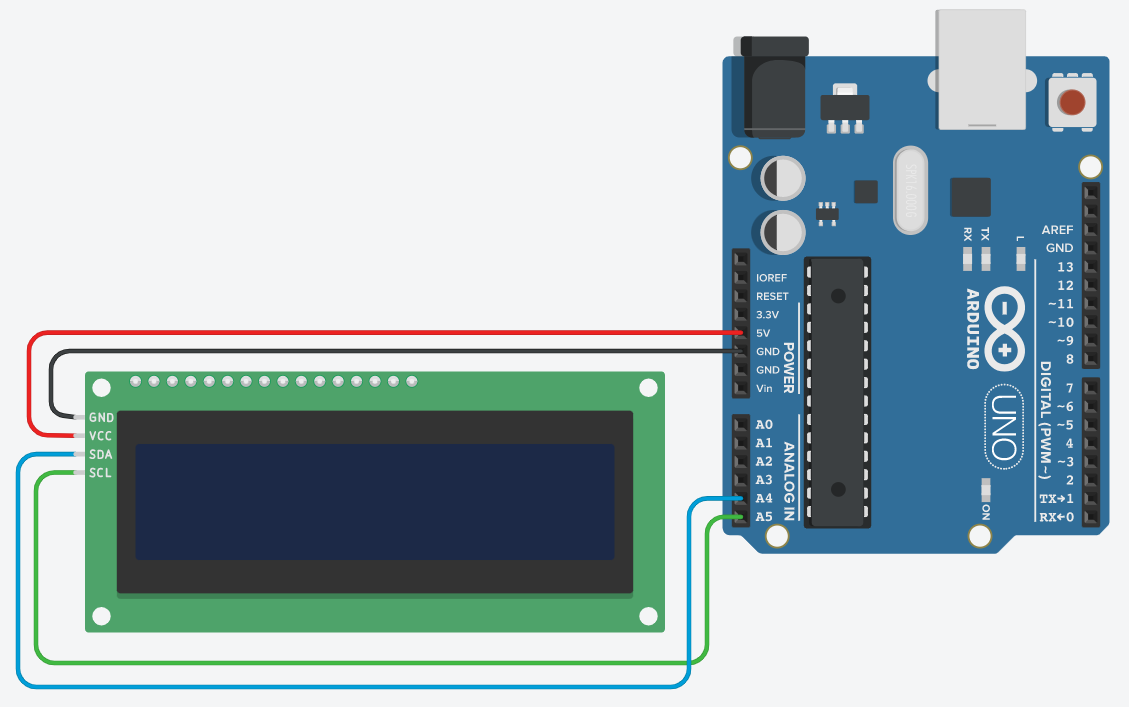 GND
VCC
SDA
SCL
SPK16.000G
RX
TX
L
IOREF
RESET
3.3V
5V
GND
GND
Vin
POWER
A0
A1
A2
A3
A4
A5
ANALOG IN
ARDUINO
UNO
ON
AREF
GND
13
12
~11
~10
~9
8
7
~6
~5
4
~3
2
TX→1
RX←0
DIGITAL (PWM~)